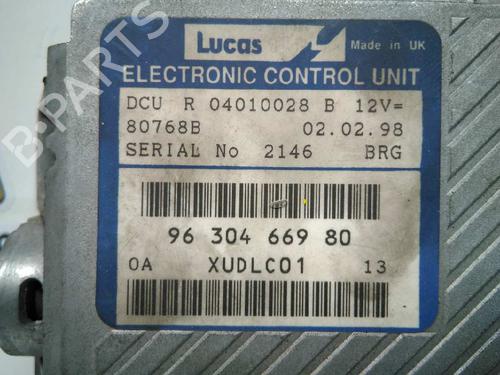 Lucas
Made in UK
ELECTRONIC CONTROL UNIT
DCU R 04010028 B 12V=
80768B 02.02.98
SERIAL No 2146 BRG
96 304 669 80
0A XUDLC01 13
B-PARTS